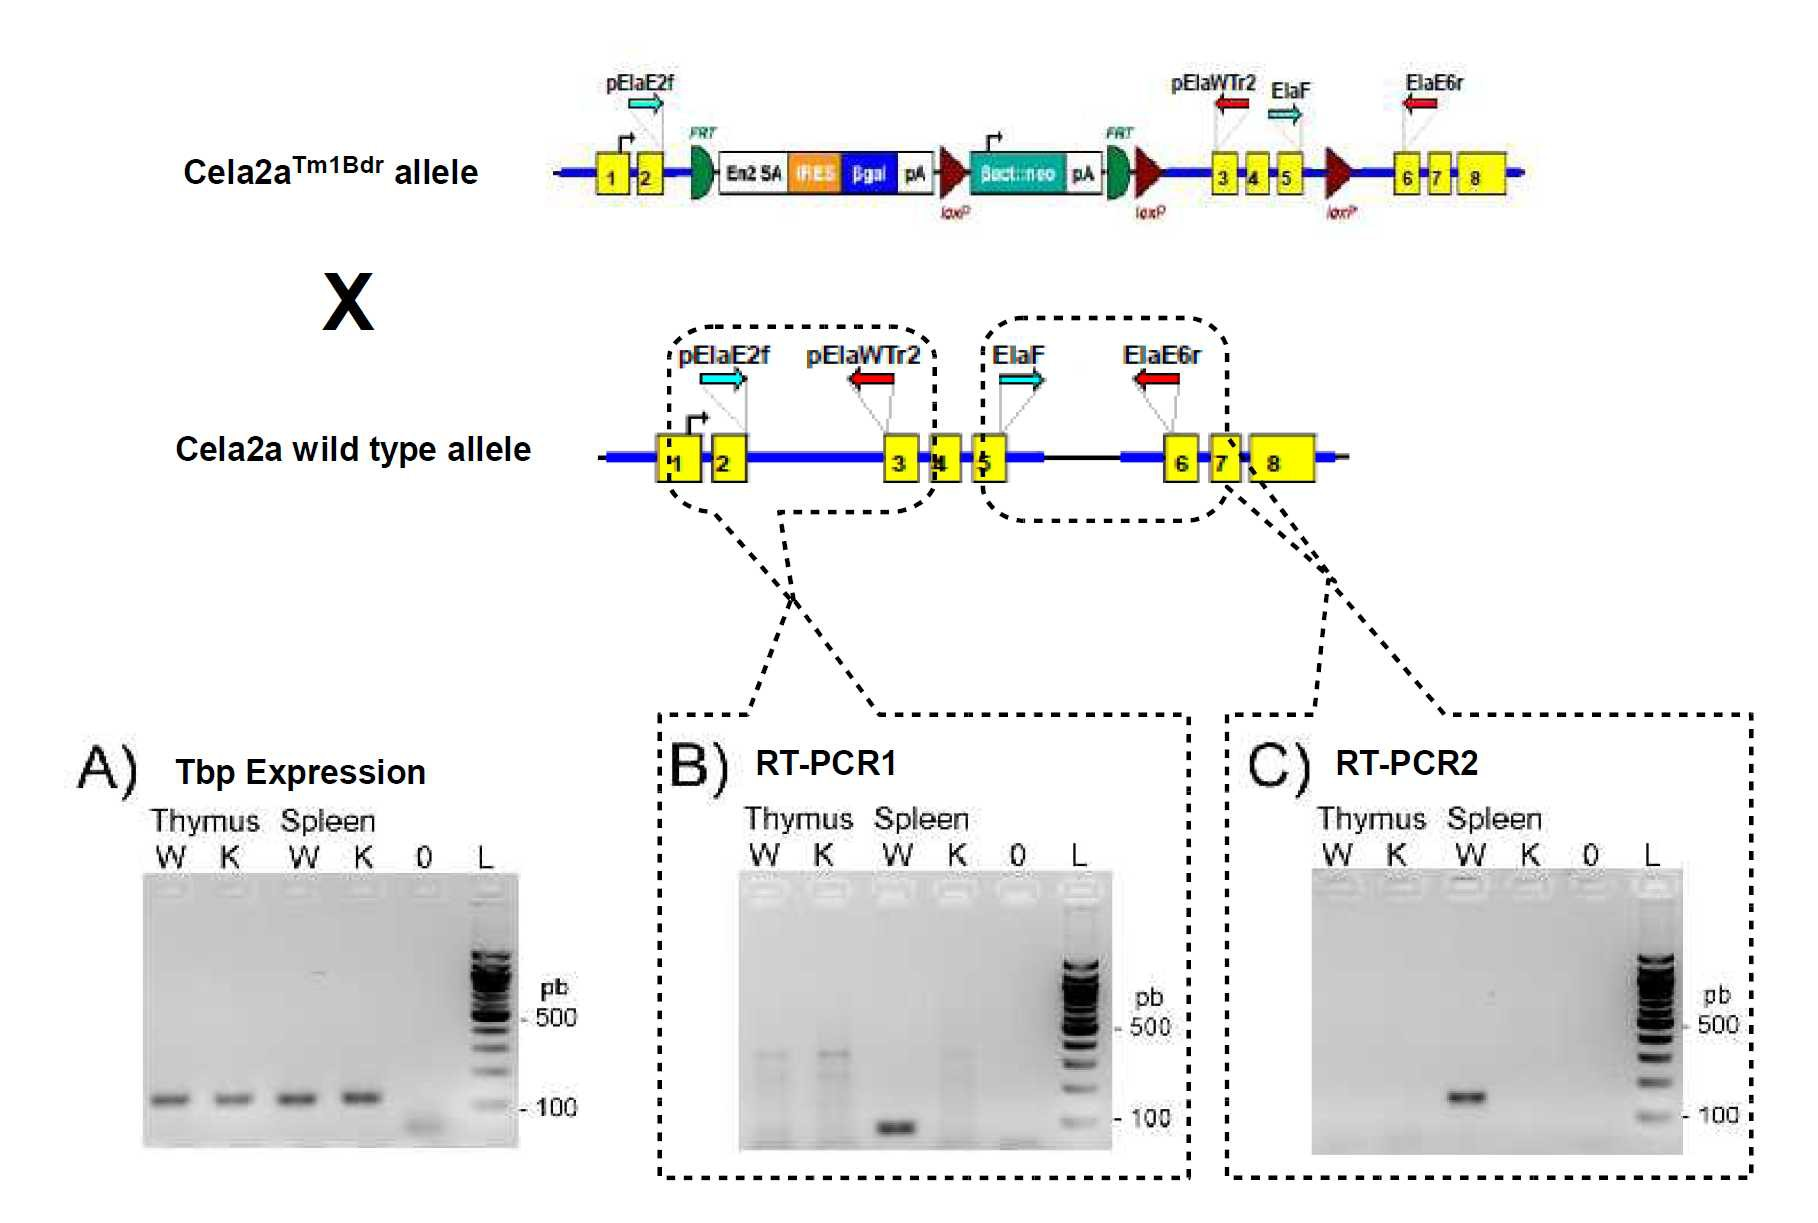 pElaE2f pElaWTr2 ElaF ElaE6r
FRT FRT
Cela2aTm1Bdr allele
1 2 En2 SA IRES βgal pA βact::neo pA 3 4 5 6 7 8
loxP loxP loxP
X
pElaE2f pElaWTr2 ElaF ElaE6r
Cela2a wild type allele
1 2 3 4 5 6 7 8
A) Tbp Expression
Thymus Spleen
W K W K 0 L
pb
- 500
- 100
B) RT-PCR1
Thymus Spleen
W K W K 0 L
pb
- 500
- 100
C) RT-PCR2
Thymus Spleen
W K W K 0 L
pb
- 500
- 100